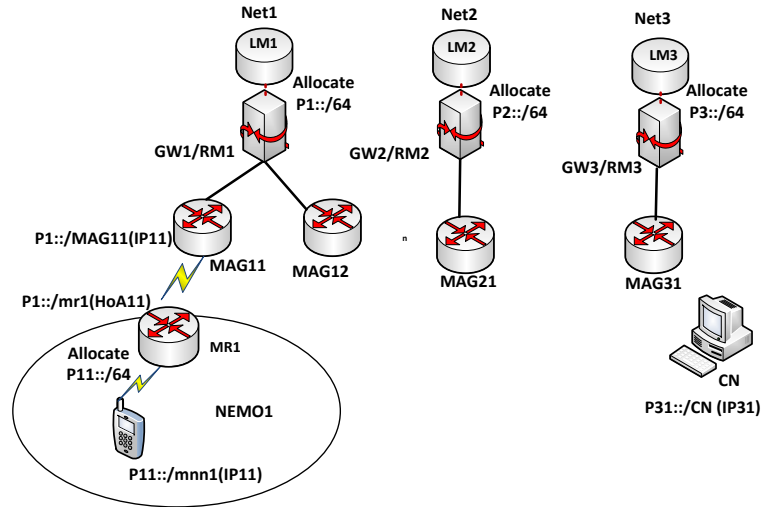 Net1
Net2
Net3
LM1
LM2
LM3
Allocate
P1::/64
Allocate
P2::/64
Allocate
P3::/64
GW1/RM1
GW2/RM2
GW3/RM3
P1::/MAG11(IP11)
MAG11
MAG12
n
MAG21
MAG31
P1::/mr1(HoA11)
MR1
Allocate
P11::/64
NEMO1
CN
P31::/CN (IP31)
P11::/mnn1(IP11)